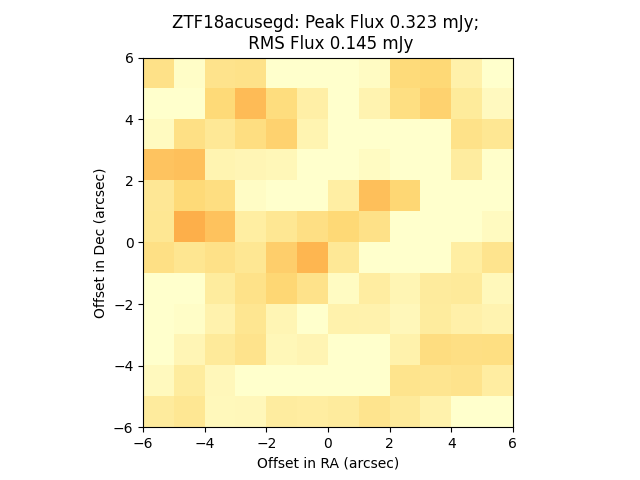 ZTF18acusegd: Peak Flux 0.323 mJy;
RMS Flux 0.145 mJy
6
4
2
0
−2
−4
−6
Offset in Dec (arcsec)
−6 −4 −2 0 2 4 6
Offset in RA (arcsec)